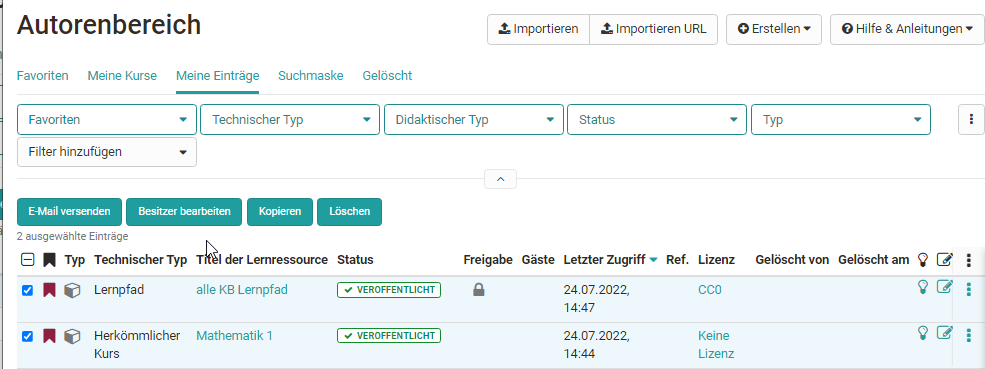 Autorenbereich
Importieren
Importieren URL
Erstellen
Hilfe & Anleitungen
Favoriten
Meine Kurse
Meine Einträge
Suchmaske
Gelöscht
Favoriten
Technischer Typ
Didaktischer Typ
Status
Typ
Filter hinzufügen
E-Mail versenden
Besitzer bearbeiten
Kopieren
Löschen
2 ausgewählte Einträge
Typ Technischer Typ Titel der Lernressource Status Freigabe Gäste Letzter Zugriff Ref. Lizenz Gelöscht von Gelöscht am
Lernpfad alle KB Lernpfad VERÖFFENTLICHT 24.07.2022, CC0
14:47
Herkömmlicher Mathematik 1 VERÖFFENTLICHT 24.07.2022, Keine
Kurs 14:44 Lizenz